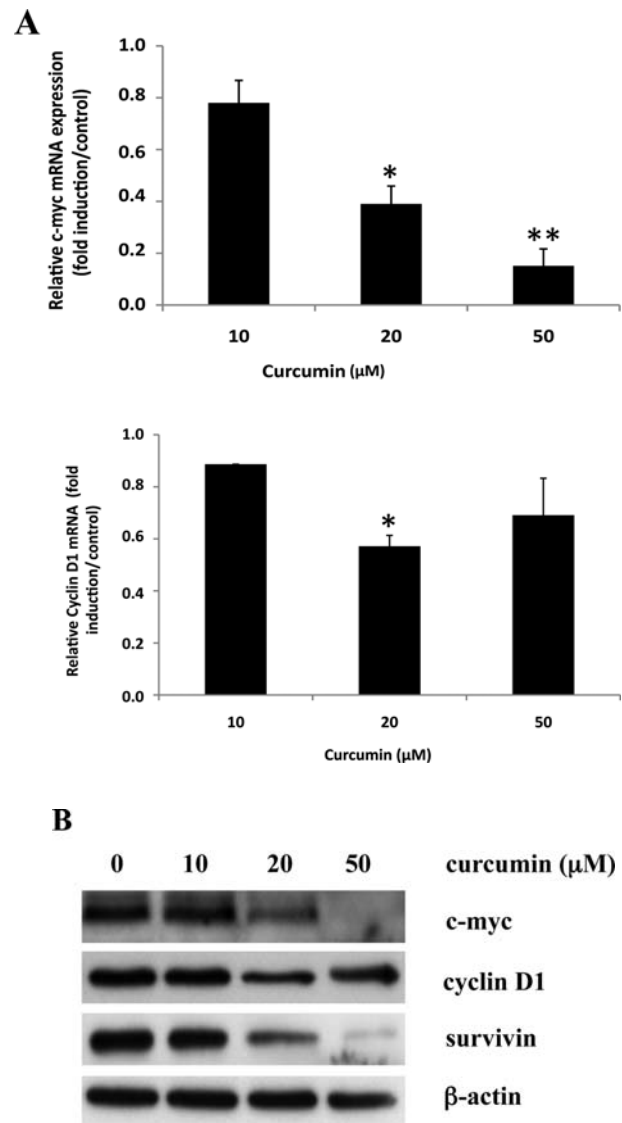 A
Relative c-myc mRNA expression
(fold induction/control)
1.0
0.8
0.6
0.4
0.2
0.0
*
**
10 20 50
Curcumin (µM)
Relative Cyclin D1 mRNA (fold
induction/control)
1.0
0.8
0.6
0.4
0.2
0.0
*
10 20 50
Curcumin (µM)
B
0 10 20 50 curcumin (µM)
c-myc
cyclin D1
survivin
β-actin